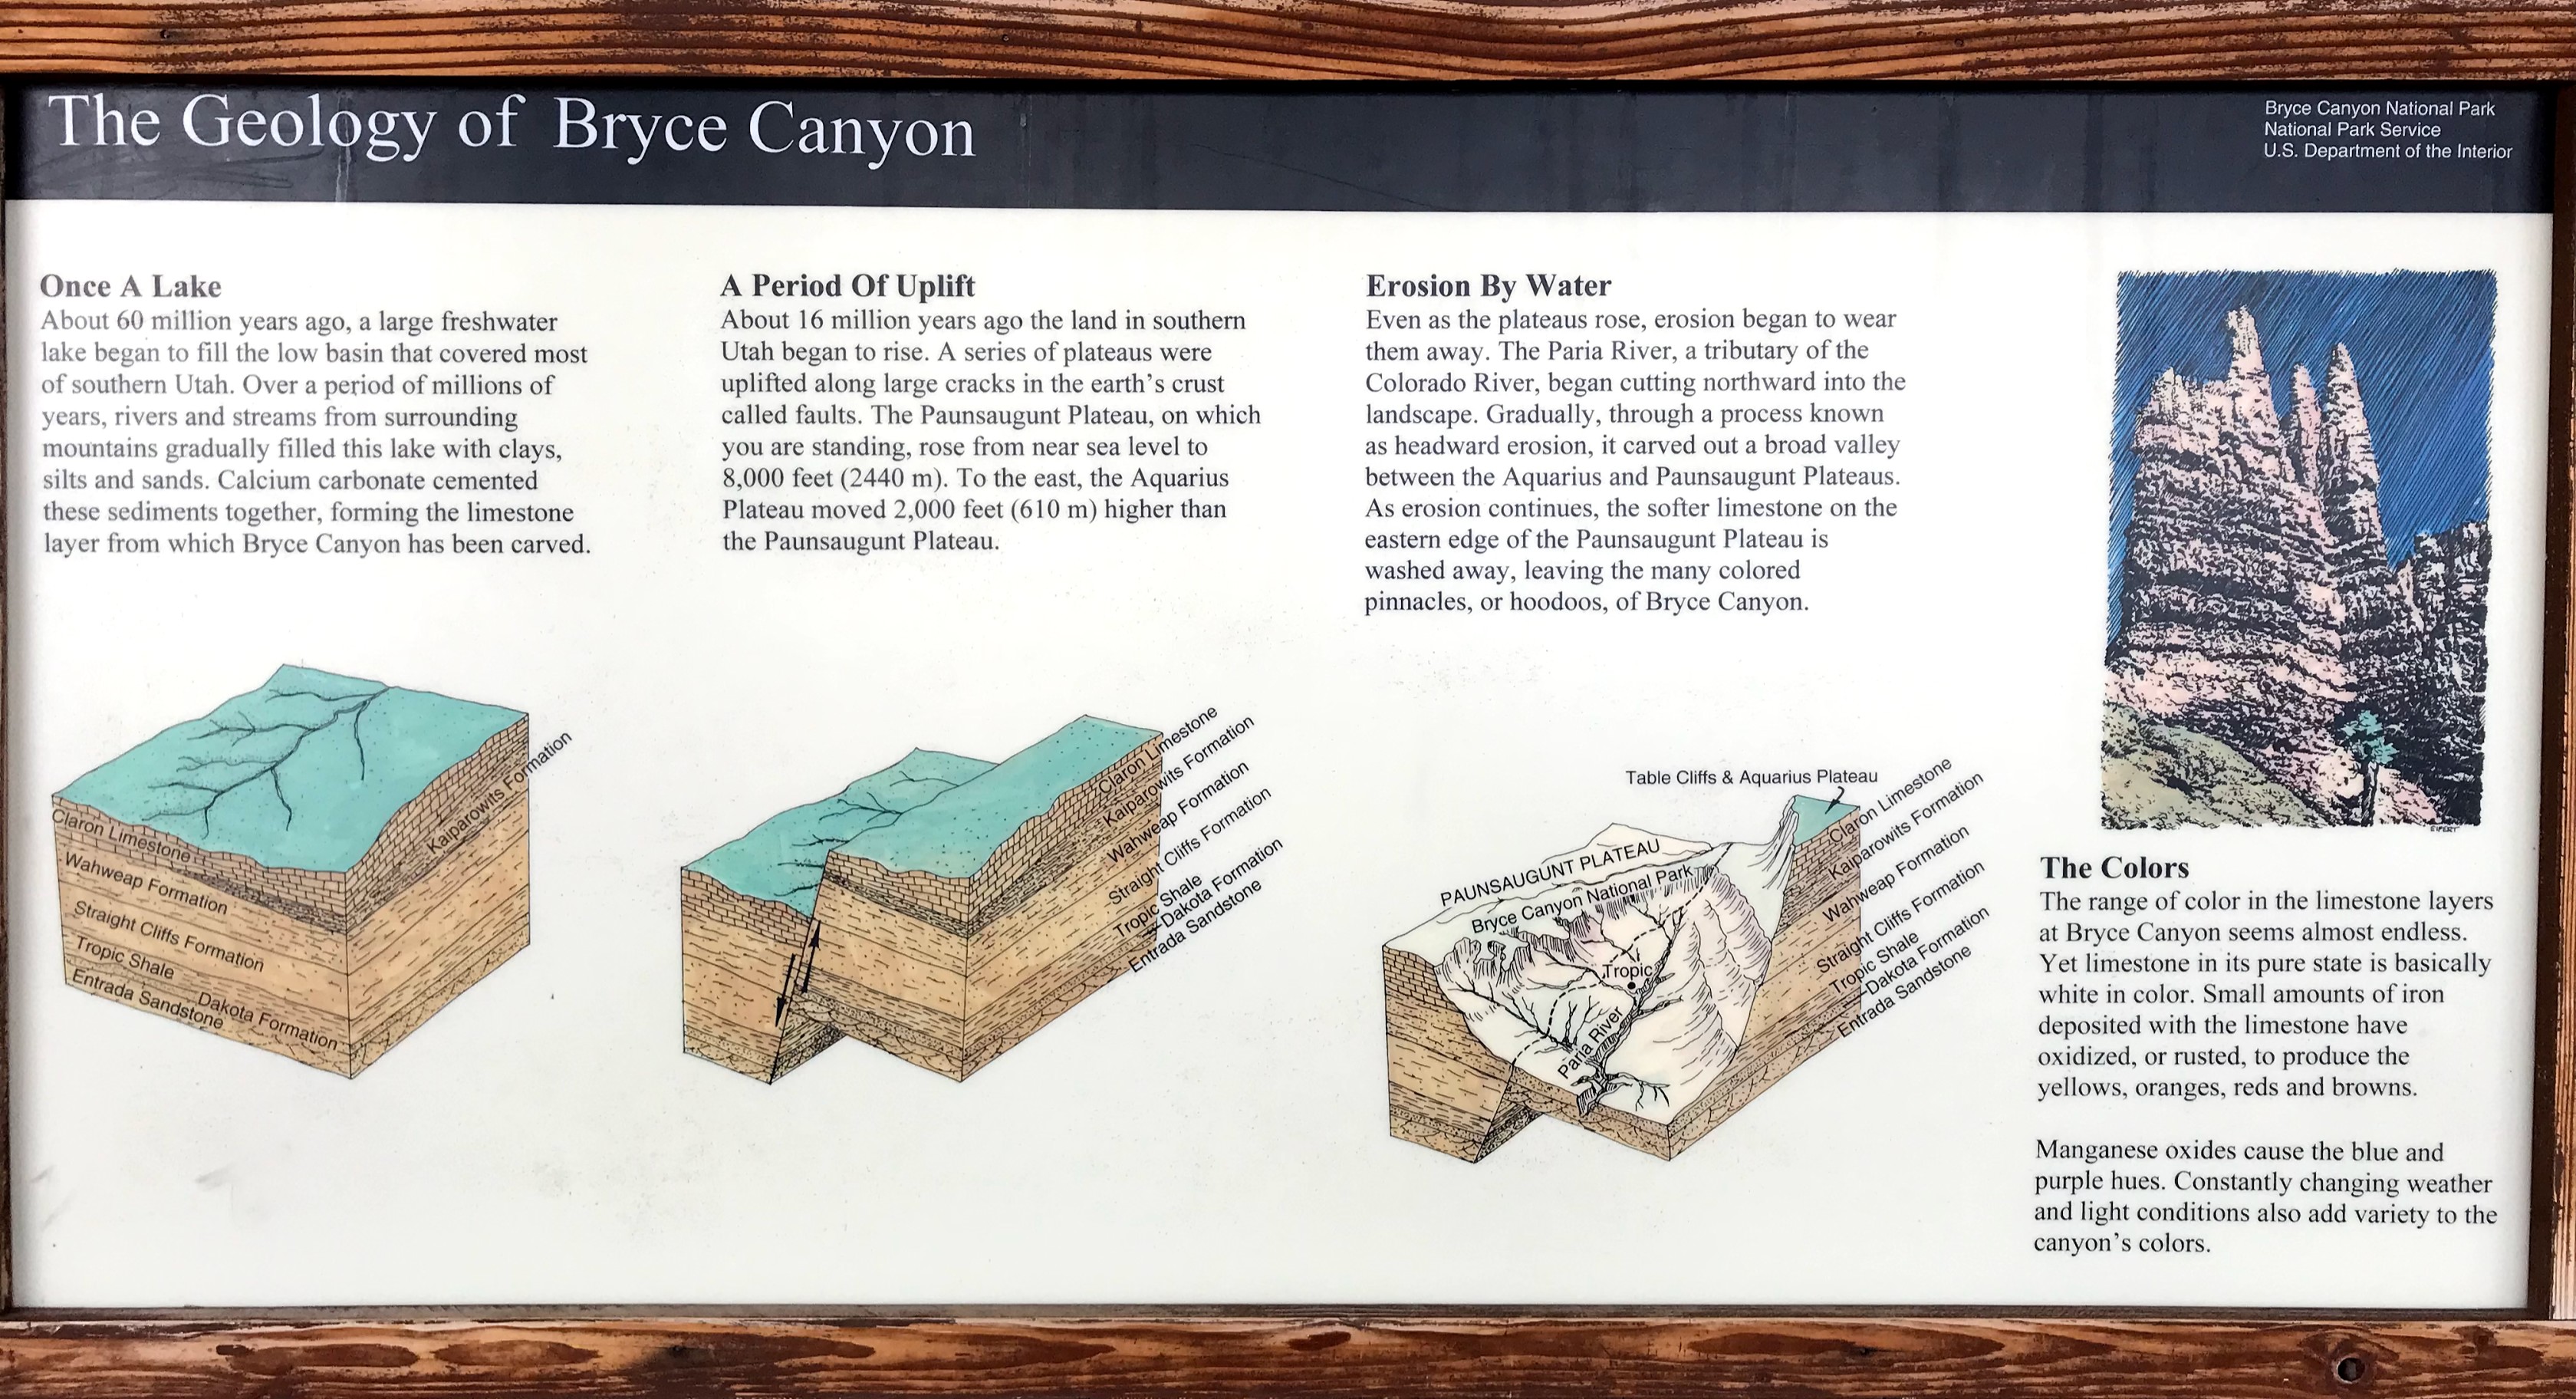 The Geology of Bryce Canyon
Bryce Canyon National Park
National Park Service
U.S. Department of the Interior
Once A Lake
About 60 million years ago, a large freshwater
lake began to fill the low basin that covered most
of southern Utah. Over a period of millions of
years, rivers and streams from surrounding
mountains gradually filled this lake with clays,
silts and sands. Calcium carbonate cemented
these sediments together, forming the limestone
layer from which Bryce Canyon has been carved.
Kaiparowits Formation
Claron Limestone
Wahweap Formation
Straight Cliffs Formation
Tropic Shale
Dakota Formation
Entrada Sandstone
A Period Of Uplift
About 16 million years ago the land in southern
Utah began to rise. A series of plateaus were
uplifted along large cracks in the earth's crust
called faults. The Paunsaugunt Plateau, on which
you are standing, rose from near sea level to
8,000 feet (2440 m). To the east, the Aquarius
Plateau moved 2,000 feet (610 m) higher than
the Paunsaugunt Plateau.
Claron Limestone
Kaiparowits Formation
Wahweap Formation
Straight Cliffs Formation
Tropic Shale
Dakota Formation
Entrada Sandstone
Erosion By Water
Even as the plateaus rose, erosion began to wear
them away. The Paria River, a tributary of the
Colorado River, began cutting northward into the
landscape. Gradually, through a process known
as headward erosion, it carved out a broad valley
between the Aquarius and Paunsaugunt Plateaus.
As erosion continues, the softer limestone on the
eastern edge of the Paunsaugunt Plateau is
washed away, leaving the many colored
pinnacles, or hoodoos, of Bryce Canyon.
Table Cliffs & Aquarius Plateau
PAUNSAUGUNT PLATEAU
Bryce Canyon National Park
Tropic
Paria River
Claron Limestone
Kaiparowits Formation
Wahweap Formation
Straight Cliffs Formation
Tropic Shale
Dakota Formation
Entrada Sandstone
The Colors
The range of color in the limestone layers
at Bryce Canyon seems almost endless.
Yet limestone in its pure state is basically
white in color. Small amounts of iron
deposited with the limestone have
oxidized, or rusted, to produce the
yellows, oranges, reds and browns.
Manganese oxides cause the blue and
purple hues. Constantly changing weather
and light conditions also add variety to the
canyon's colors.